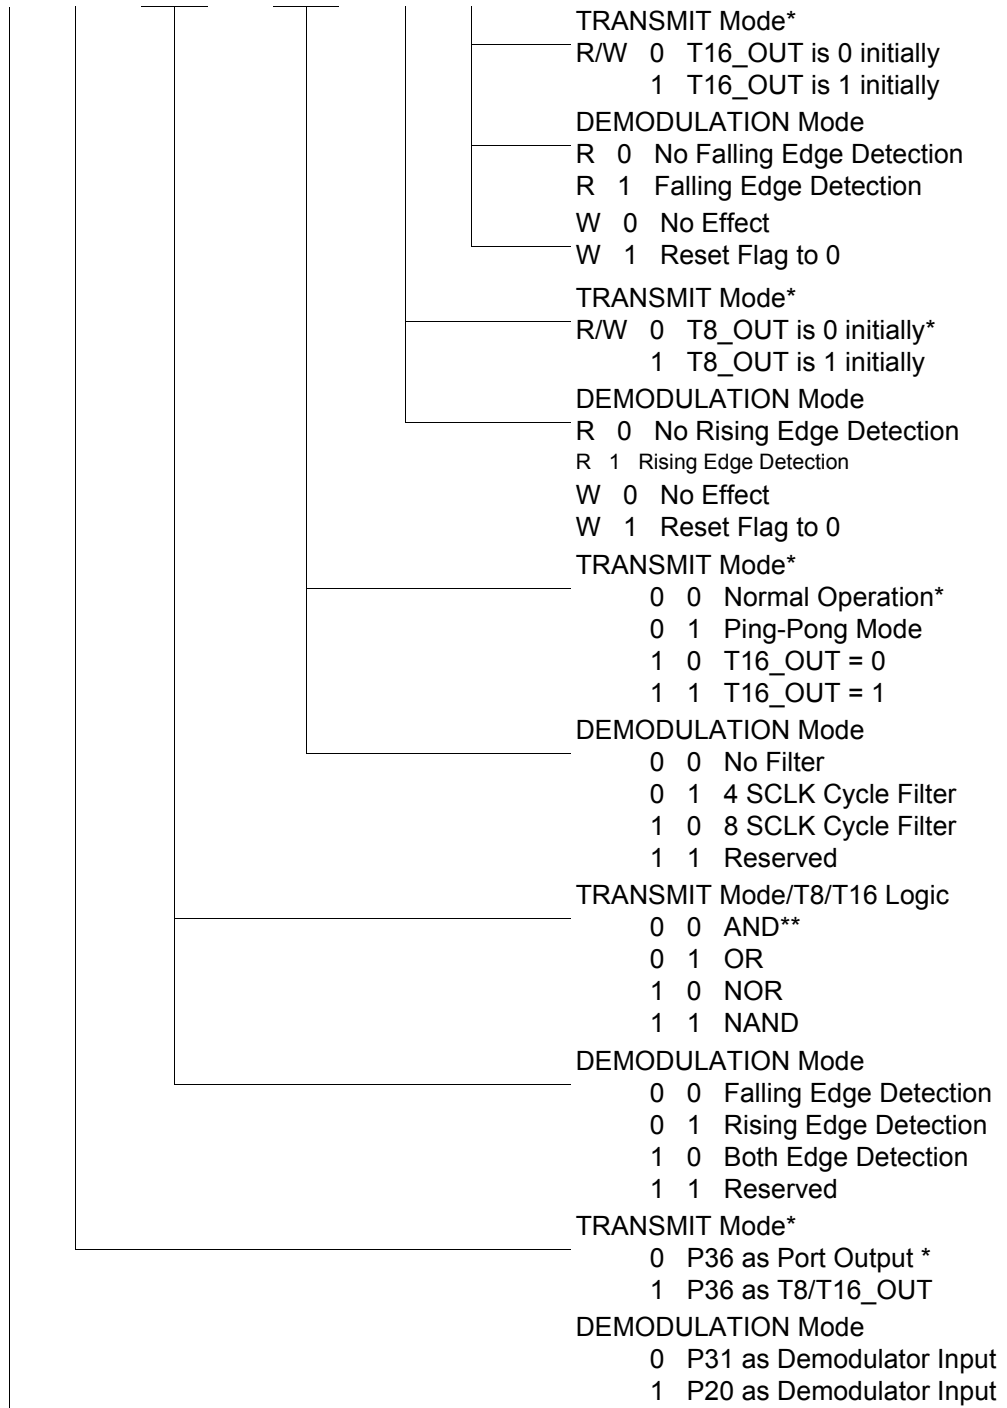 TRANSMIT Mode*
R/W 0 T16_OUT is 0 initially
1 T16_OUT is 1 initially
DEMODULATION Mode
R 0 No Falling Edge Detection
R 1 Falling Edge Detection
W 0 No Effect
W 1 Reset Flag to 0
TRANSMIT Mode*
R/W 0 T8_OUT is 0 initially*
1 T8_OUT is 1 initially
DEMODULATION Mode
R 0 No Rising Edge Detection
R 1 Rising Edge Detection
W 0 No Effect
W 1 Reset Flag to 0
TRANSMIT Mode*
0 0 Normal Operation*
0 1 Ping-Pong Mode
1 0 T16_OUT = 0
1 1 T16_OUT = 1
DEMODULATION Mode
0 0 No Filter
0 1 4 SCLK Cycle Filter
1 0 8 SCLK Cycle Filter
1 1 Reserved
TRANSMIT Mode/T8/T16 Logic
0 0 AND**
0 1 OR
1 0 NOR
1 1 NAND
DEMODULATION Mode
0 0 Falling Edge Detection
0 1 Rising Edge Detection
1 0 Both Edge Detection
1 1 Reserved
TRANSMIT Mode*
0 P36 as Port Output *
1 P36 as T8/T16_OUT
DEMODULATION Mode
0 P31 as Demodulator Input
1 P20 as Demodulator Input